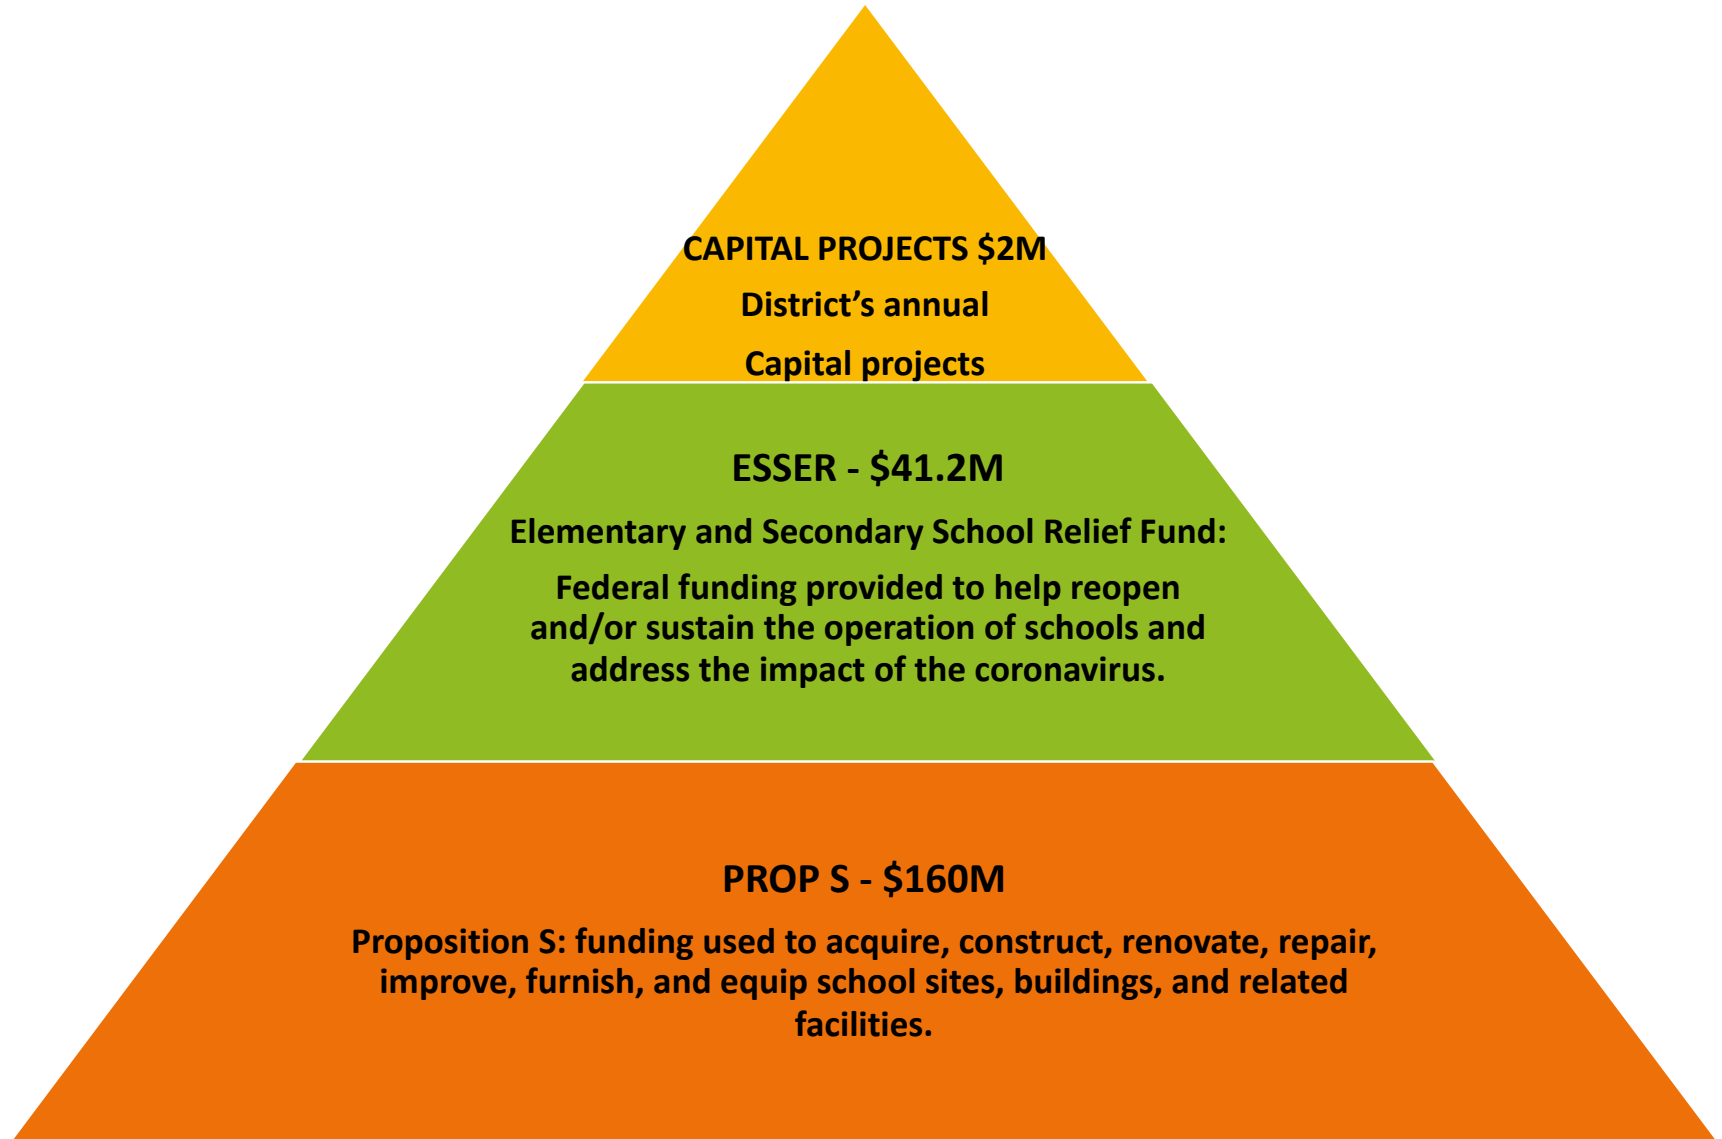 CAPITAL PROJECTS $2M
District’s annual
Capital projects
ESSER - $41.2M
Elementary and Secondary School Relief Fund:
Federal funding provided to help reopen
and/or sustain the operation of schools and
address the impact of the coronavirus.
PROP S - $160M
Proposition S: funding used to acquire, construct, renovate, repair,
improve, furnish, and equip school sites, buildings, and related
facilities.